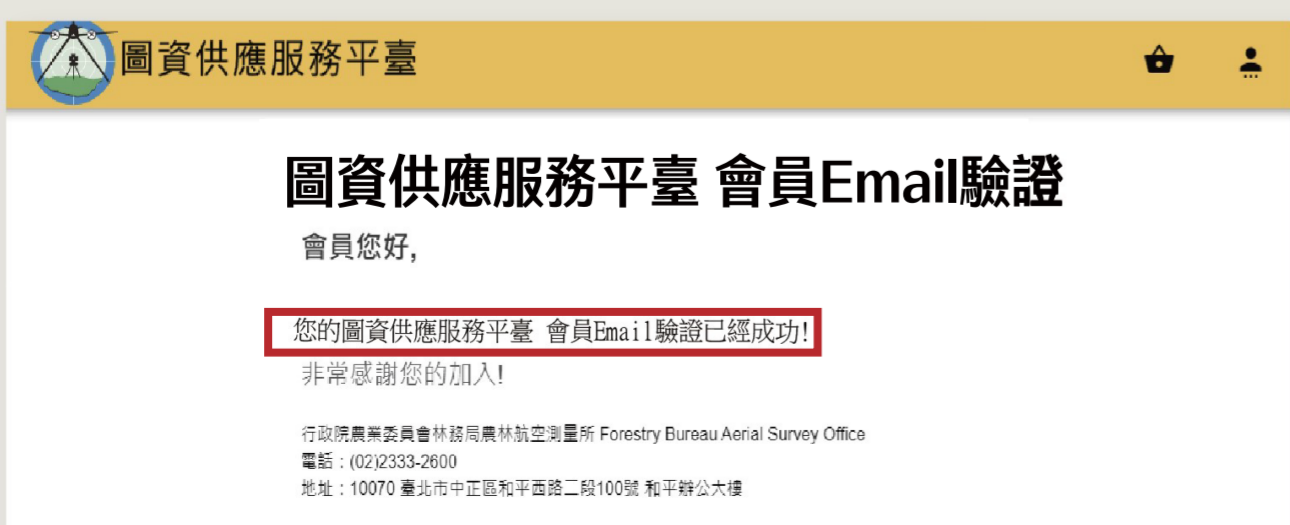 圖資供應服務平臺
圖資供應服務平臺 會員Email驗證
會員您好,
您的圖資供應服務平臺 會員Email驗證已經成功!
非常感謝您的加入!
行政院農業委員會林務局農林航空測量所 Forestry Bureau Aerial Survey Office
電話：(02)2333-2600
地址：10070 臺北市中正區和平西路二段100號 和平辦公大樓